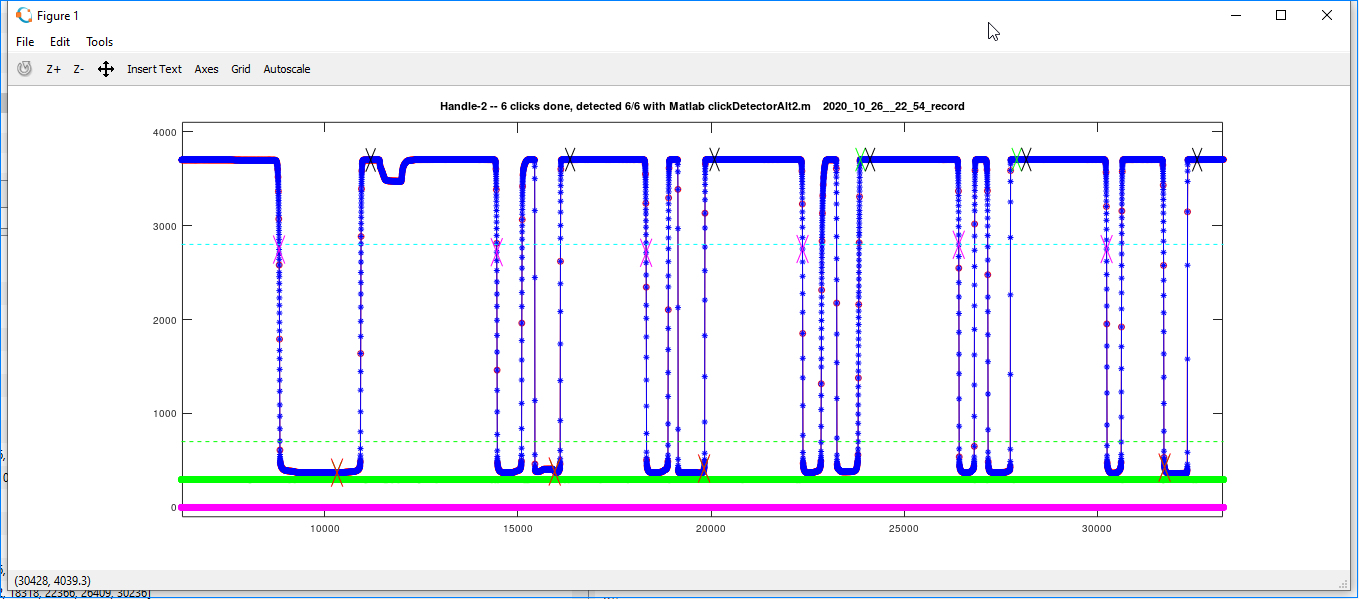 Figure 1
File Edit Tools
Z+ Z- Insert Text Axes Grid Autoscale
Handle-2 -- 6 clicks done, detected 6/6 with Matlab clickDetectorAlt2.m 2020_10_26__22_54_record
4000
3000
2000
1000
0
10000 15000 20000 25000 30000
(30428, 4039.3)
18318, 22366, 26409, 30236]